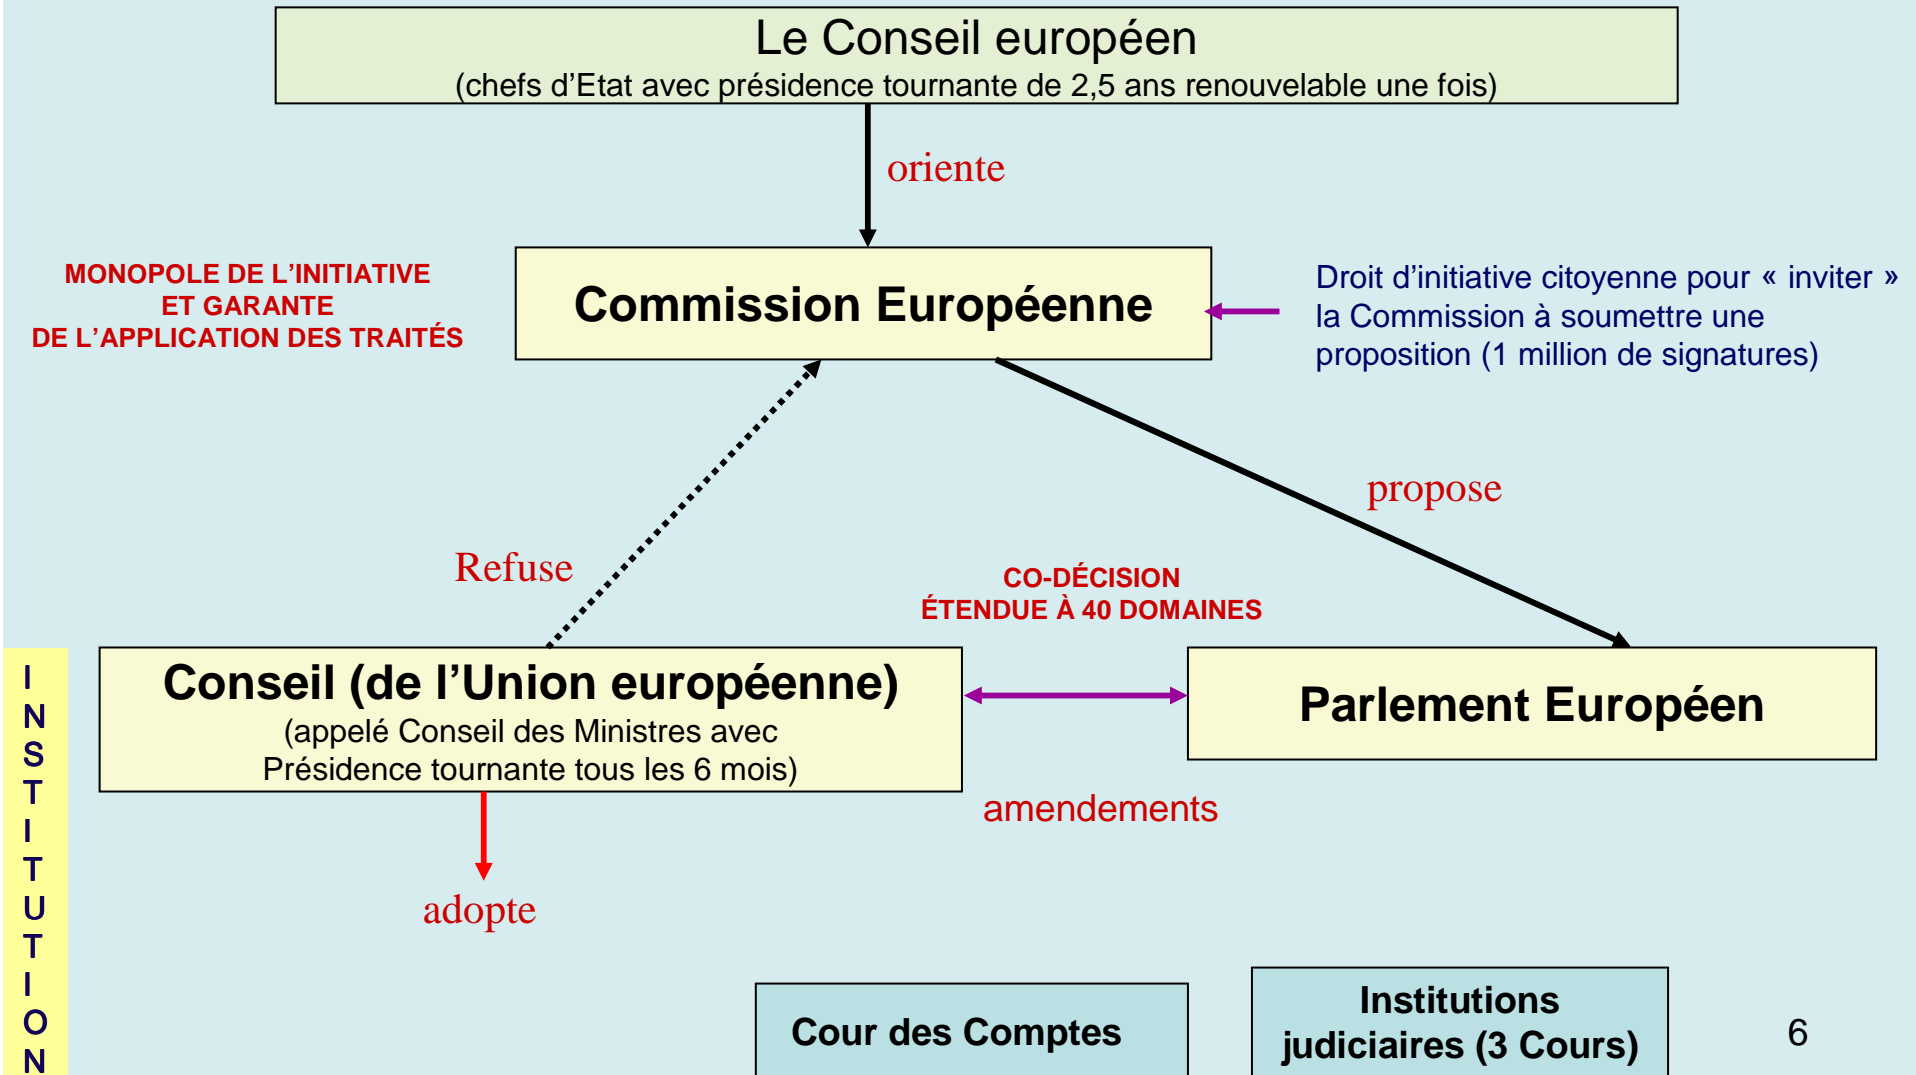 Le Conseil européen
(chefs d'Etat avec présidence tournante de 2,5 ans renouvelable une fois)
oriente
MONOPOLE DE L'INITIATIVE
ET GARANTE
DE L'APPLICATION DES TRAITÉS
Commission Européenne
Droit d'initiative citoyenne pour « inviter »
la Commission à soumettre une
proposition (1 million de signatures)
propose
Refuse
CO-DÉCISION
ÉTENDUE À 40 DOMAINES
Conseil (de l'Union européenne)
(appelé Conseil des Ministres avec
Présidence tournante tous les 6 mois)
Parlement Européen
amendements
adopte
I
N
S
T
I
T
U
T
I
O
N
Cour des Comptes
Institutions
judiciaires (3 Cours)
6